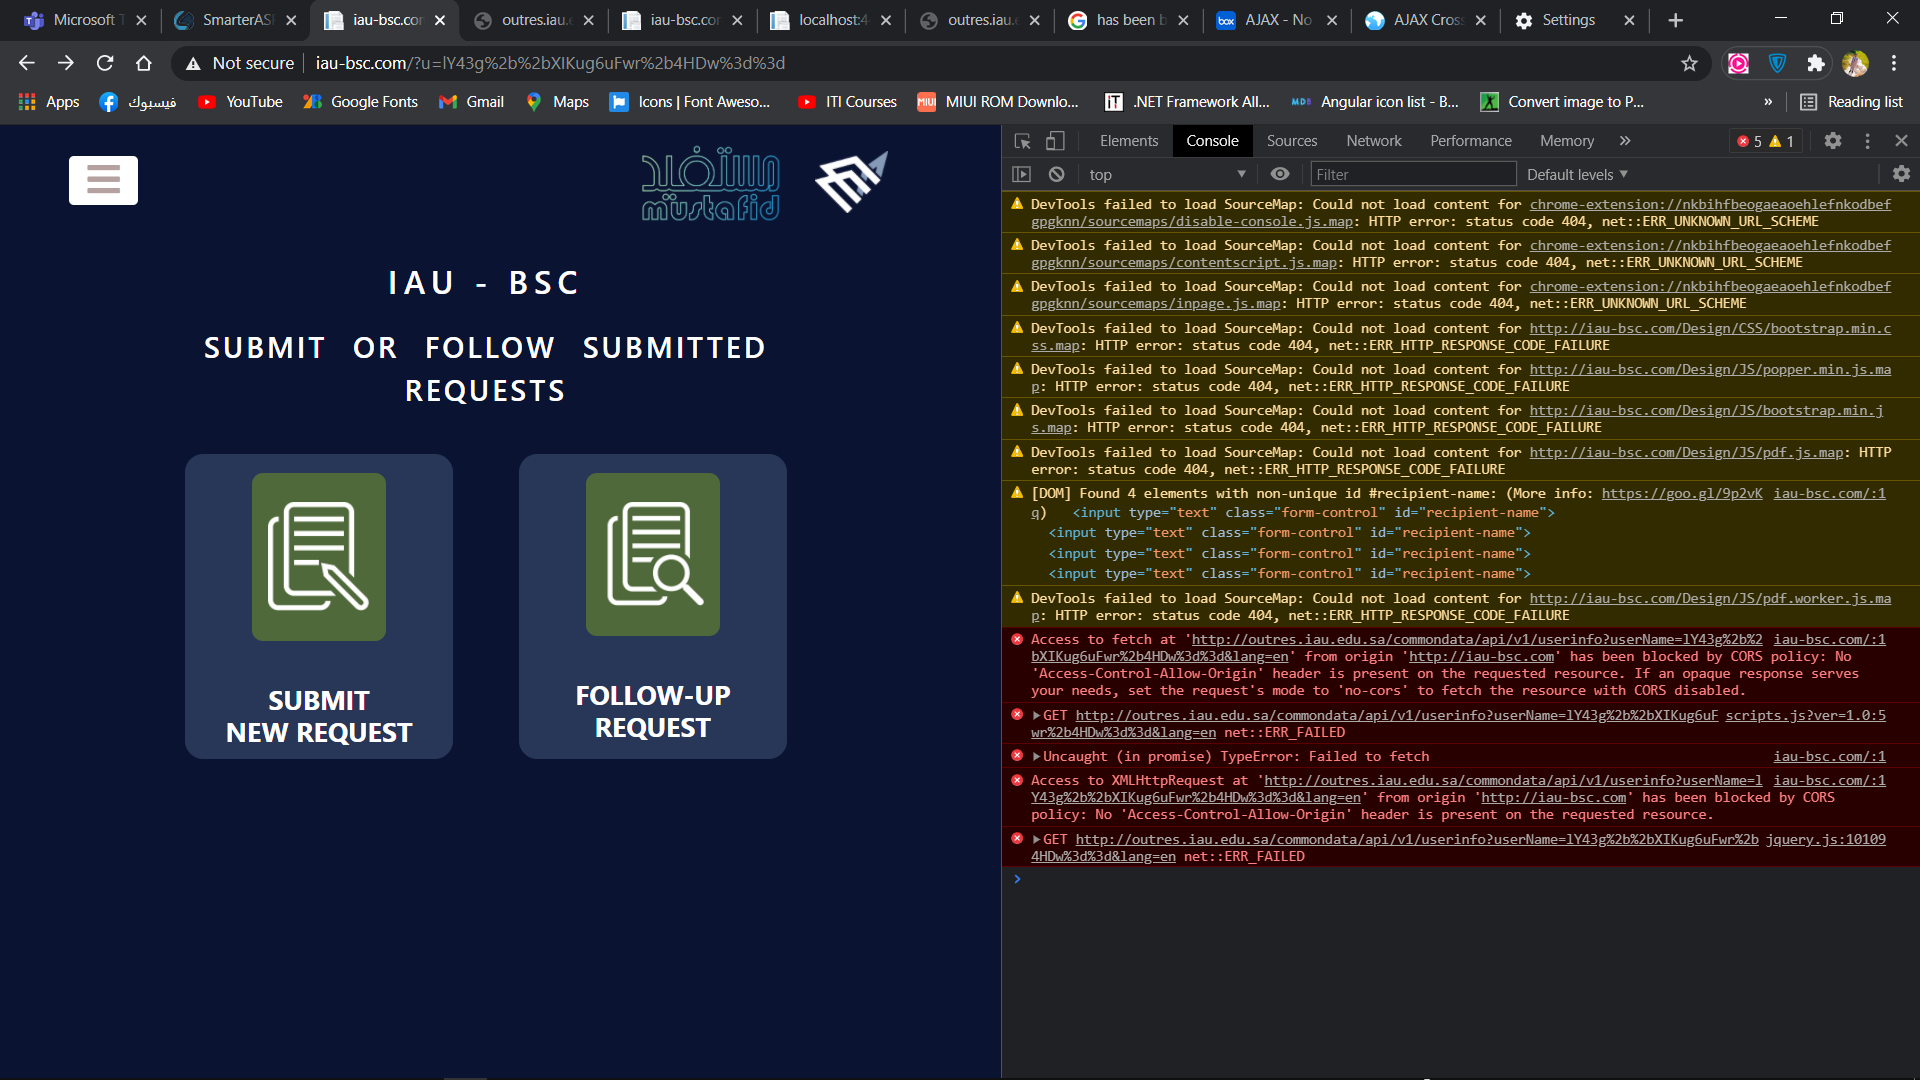 Microsoft T
SmarterAS
iau-bsc.co
outres.iau.e
iau-bsc.co
localhost:4
outres.iau.e
has been b
box
AJAX - No
AJAX Cros
Settings
Not secure
iau-bsc.com/?u=lY43g%2b%2bXIKug6uFwr%2b4HDw%3d%3d
Apps
فيسبوك
YouTube
Google Fonts
Gmail
Maps
Icons | Font Aweso...
ITI Courses
MIUI ROM Downlo...
.NET Framework All...
Angular icon list - B...
Convert image to P...
»
Reading list
مستفيد
müstafid
IAU - BSC
SUBMIT OR FOLLOW SUBMITTED
REQUESTS
SUBMIT
NEW REQUEST
FOLLOW-UP
REQUEST
Elements Console Sources Network Performance Memory » 5 1
top Filter Default levels
DevTools failed to load SourceMap: Could not load content for chrome-extension://nkbihfbeogaeaoehlefnkodbef
gpgknn/sourcemaps/disable-console.js.map: HTTP error: status code 404, net::ERR_UNKNOWN_URL_SCHEME
DevTools failed to load SourceMap: Could not load content for chrome-extension://nkbihfbeogaeaoehlefnkodbef
gpgknn/sourcemaps/contentscript.js.map: HTTP error: status code 404, net::ERR_UNKNOWN_URL_SCHEME
DevTools failed to load SourceMap: Could not load content for chrome-extension://nkbihfbeogaeaoehlefnkodbef
gpgknn/sourcemaps/inpage.js.map: HTTP error: status code 404, net::ERR_UNKNOWN_URL_SCHEME
DevTools failed to load SourceMap: Could not load content for http://iau-bsc.com/Design/CSS/bootstrap.min.c
ss.map: HTTP error: status code 404, net::ERR_HTTP_RESPONSE_CODE_FAILURE
DevTools failed to load SourceMap: Could not load content for http://iau-bsc.com/Design/JS/popper.min.js.ma
p: HTTP error: status code 404, net::ERR_HTTP_RESPONSE_CODE_FAILURE
DevTools failed to load SourceMap: Could not load content for http://iau-bsc.com/Design/JS/bootstrap.min.j
s.map: HTTP error: status code 404, net::ERR_HTTP_RESPONSE_CODE_FAILURE
DevTools failed to load SourceMap: Could not load content for http://iau-bsc.com/Design/JS/pdf.js.map: HTTP
error: status code 404, net::ERR_HTTP_RESPONSE_CODE_FAILURE
[DOM] Found 4 elements with non-unique id #recipient-name: (More info: https://goo.gl/9p2vK iau-bsc.com/:1
q) <input type="text" class="form-control" id="recipient-name">
<input type="text" class="form-control" id="recipient-name">
<input type="text" class="form-control" id="recipient-name">
<input type="text" class="form-control" id="recipient-name">
DevTools failed to load SourceMap: Could not load content for http://iau-bsc.com/Design/JS/pdf.worker.js.ma
p: HTTP error: status code 404, net::ERR_HTTP_RESPONSE_CODE_FAILURE
Access to fetch at 'http://outres.iau.edu.sa/commondata/api/v1/userinfo?userName=lY43g%2b%2 iau-bsc.com/:1
bXIKug6uFwr%2b4HDw%3d%3d&lang=en' from origin 'http://iau-bsc.com' has been blocked by CORS policy: No
'Access-Control-Allow-Origin' header is present on the requested resource. If an opaque response serves
your needs, set the request's mode to 'no-cors' to fetch the resource with CORS disabled.
GET http://outres.iau.edu.sa/commondata/api/v1/userinfo?userName=lY43g%2b%2bXIKug6uF scripts.js?ver=1.0:5
wr%2b4HDw%3d%3d&lang=en net::ERR_FAILED
Uncaught (in promise) TypeError: Failed to fetch iau-bsc.com/:1
Access to XMLHttpRequest at 'http://outres.iau.edu.sa/commondata/api/v1/userinfo?userName=l iau-bsc.com/:1
Y43g%2b%2bXIKug6uFwr%2b4HDw%3d%3d&lang=en' from origin 'http://iau-bsc.com' has been blocked by CORS
policy: No 'Access-Control-Allow-Origin' header is present on the requested resource.
GET http://outres.iau.edu.sa/commondata/api/v1/userinfo?userName=lY43g%2b%2bXIKug6uFwr%2b jquery.js:10109
4HDw%3d%3d&lang=en net::ERR_FAILED